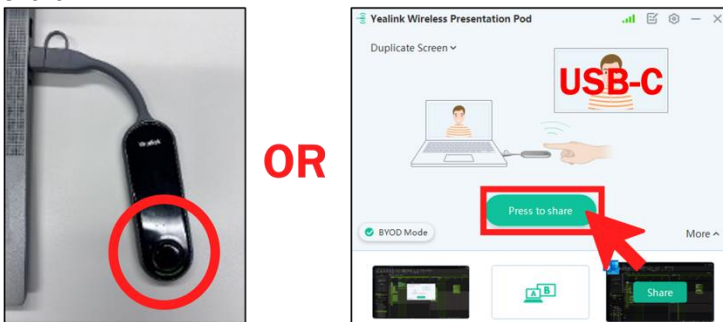 Yealink
OR
Yealink Wireless Presentation Pod
Duplicate Screen
USB-C
Press to share
BYOD Mode
More
A B
Share